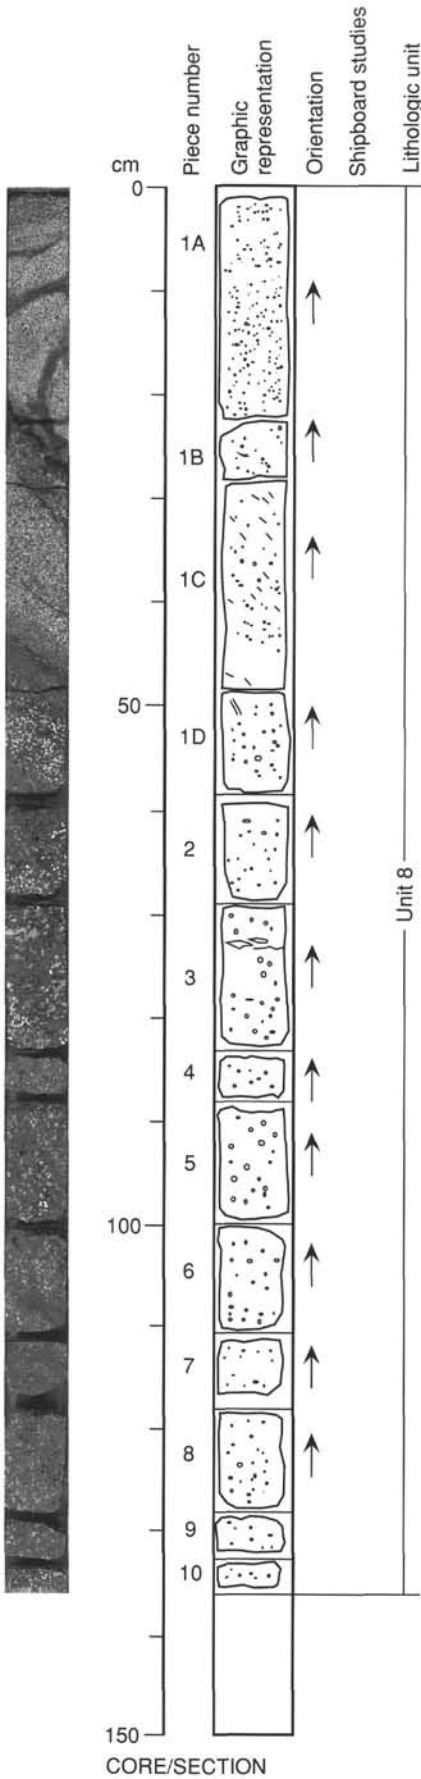 cm
Piece number
Graphic
representation
Orientation
Shipboard studies
Lithologic unit
0
1A
1B
1C
50
1D
2
Unit 8
3
4
5
100
6
7
8
9
10
150
CORE/SECTION